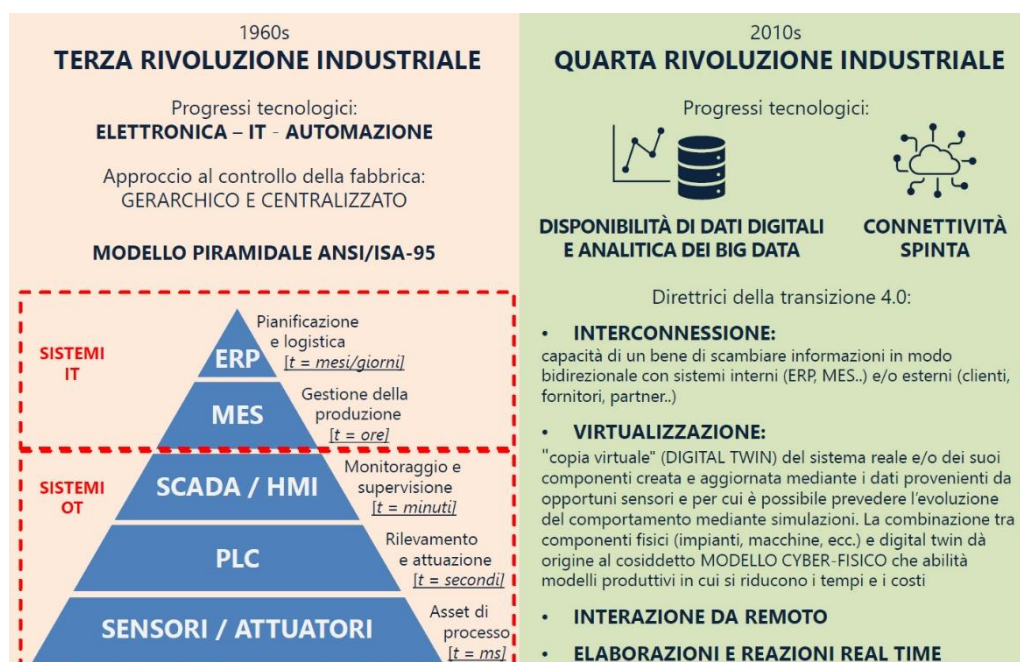 1960s
TERZA RIVOLUZIONE INDUSTRIALE
Progressi tecnologici:
ELETTRONICA – IT - AUTOMAZIONE
Approccio al controllo della fabbrica:
GERARCHICO E CENTRALIZZATO
MODELLO PIRAMIDALE ANSI/ISA-95
SISTEMI
IT
ERP
Pianificazione
e logistica
[t = mesi/giorni]
MES
Gestione della
produzione
[t = ore]
SISTEMI
OT
SCADA / HMI
Monitoraggio e
supervisione
[t = minuti]
PLC
Rilevamento
e attuazione
[t = secondi]
SENSORI / ATTUATORI
Asset di
processo
[t = ms]
2010s
QUARTA RIVOLUZIONE INDUSTRIALE
Progressi tecnologici:
DISPONIBILITÀ DI DATI DIGITALI
E ANALITICA DEI BIG DATA
CONNETTIVITÀ
SPINTA
Direttrici della transizione 4.0:
• INTERCONNESSIONE:
capacità di un bene di scambiare informazioni in modo
bidirezionale con sistemi interni (ERP, MES..) e/o esterni (clienti,
fornitori, partner..)
• VIRTUALIZZAZIONE:
"copia virtuale" (DIGITAL TWIN) del sistema reale e/o dei suoi
componenti creata e aggiornata mediante i dati provenienti da
opportuni sensori e per cui è possibile prevedere l'evoluzione
del comportamento mediante simulazioni. La combinazione tra
componenti fisici (impianti, macchine, ecc.) e digital twin dà
origine al cosiddetto MODELLO CYBER-FISICO che abilità
modelli produttivi in cui si riducono i tempi e i costi
• INTERAZIONE DA REMOTO
• ELABORAZIONI E REAZIONI REAL TIME